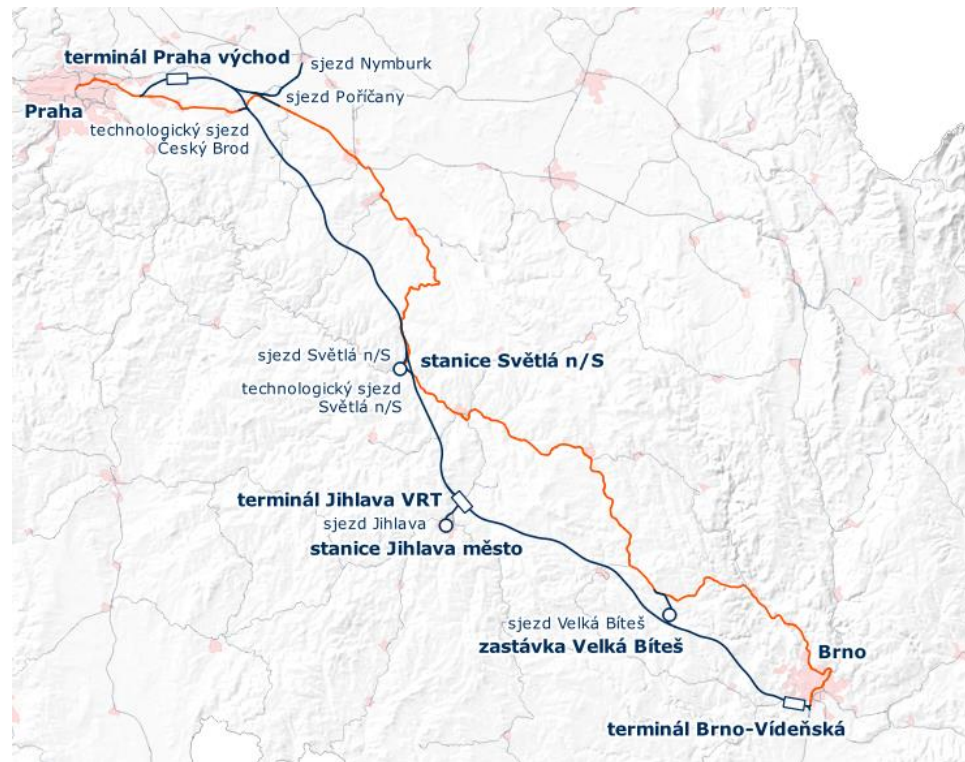 terminál Praha východ
sjezd Nymburk
sjezd Poříčany
Praha
technologický sjezd
Český Brod
sjezd Světlá n/S
stanice Světlá n/S
technologický sjezd
Světlá n/S
terminál Jihlava VRT
sjezd Jihlava
stanice Jihlava město
sjezd Velká Bíteš
zastávka Velká Bíteš
Brno
terminál Brno-Vídeňská